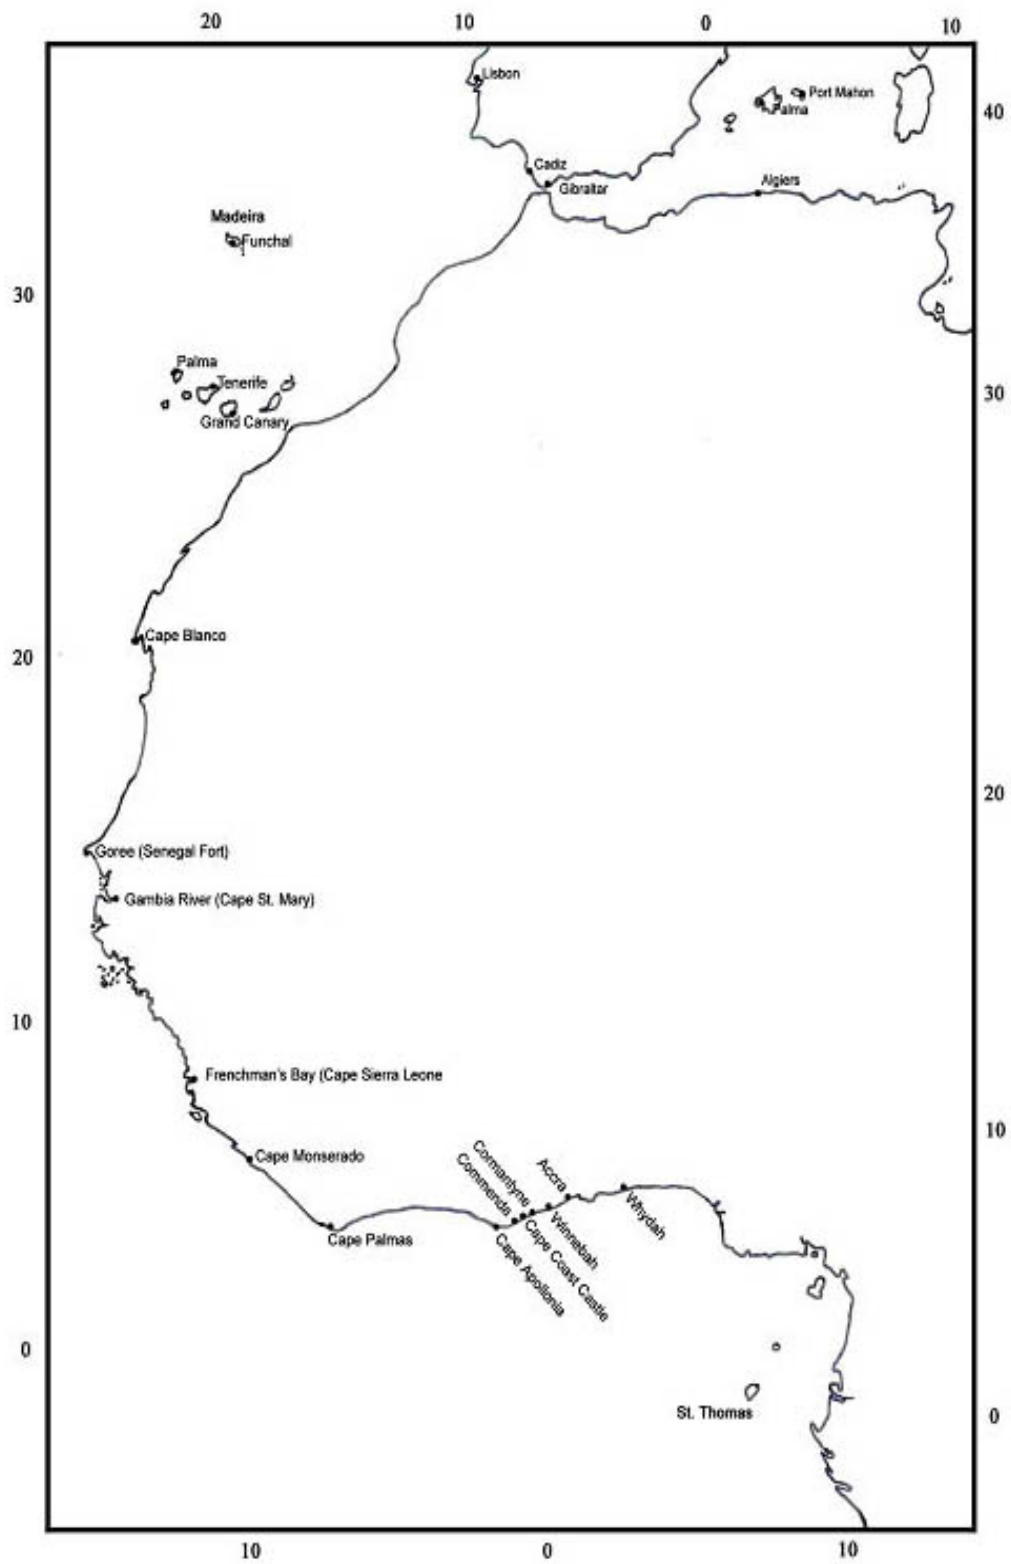 20 10 0 10
Lisbon
Port Mahon
Palma
40
Cadiz
Gibraltar
Algiers
Madeira
Funchal
30
Palma
Tenerife
Grand Canary
30
Cape Blanco
20
20
Goree (Senegal Fort)
Gambia River (Cape St. Mary)
10
Frenchman's Bay (Cape Sierra Leone
10
Cape Monserado
Cape Palmas
Cormantyne
Commenda
Accra
Whydah
Winnebah
Cape Coast Castle
Cape Apollonia
0
St. Thomas
0
10 0 10